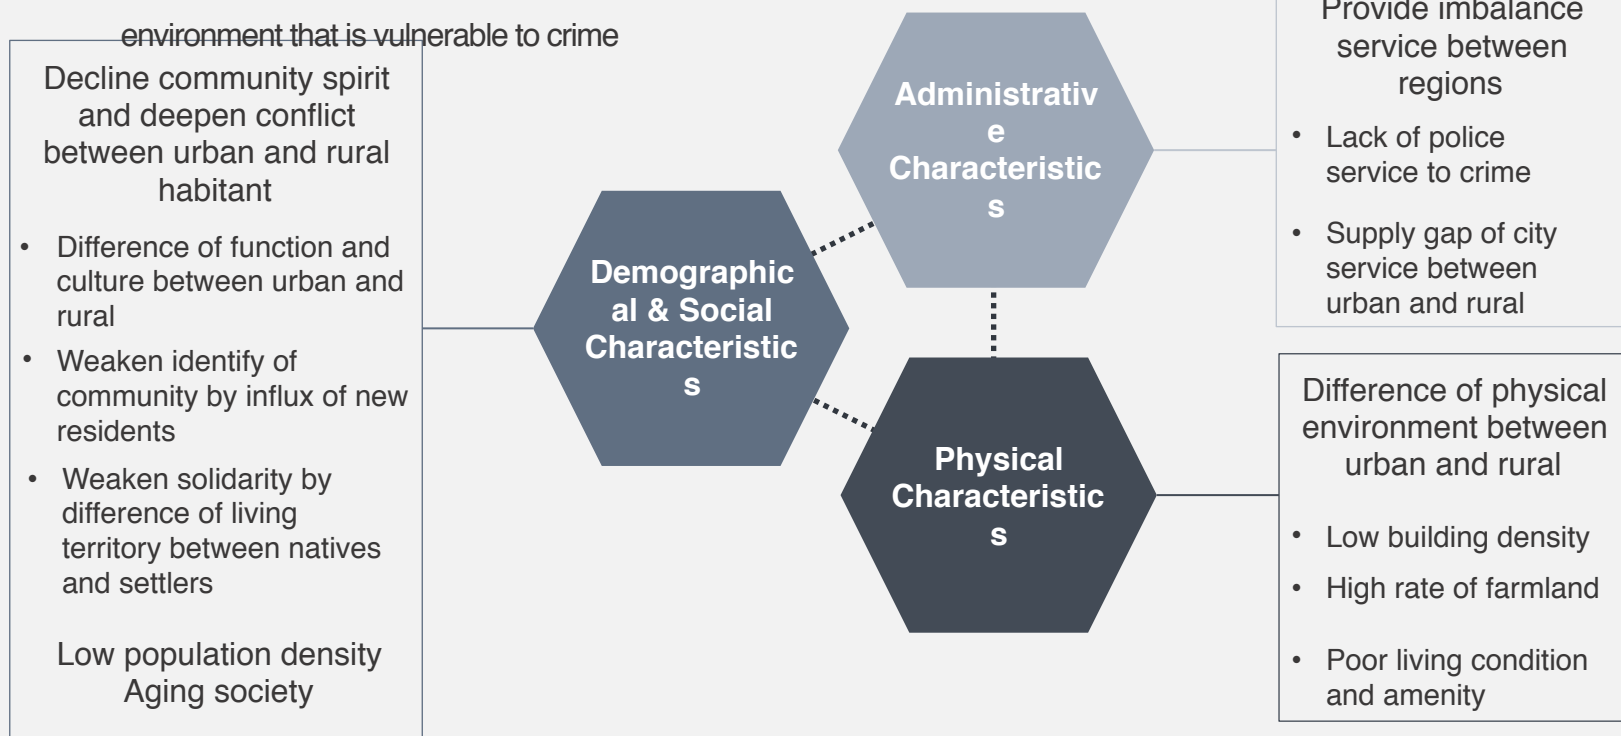 environment that is vulnerable to crime
Decline community spirit
and deepen conflict
between urban and rural
habitant
• Difference of function and
culture between urban and
rural
• Weaken identify of
community by influx of new
residents
• Weaken solidarity by
difference of living
territory between natives
and settlers
Low population density
Aging society
Demographic
al & Social
Characteristic
s
Administrativ
e
Characteristic
s
Physical
Characteristic
s
Provide imbalance
service between
regions
• Lack of police
service to crime
• Supply gap of city
service between
urban and rural
Difference of physical
environment between
urban and rural
• Low building density
• High rate of farmland
• Poor living condition
and amenity